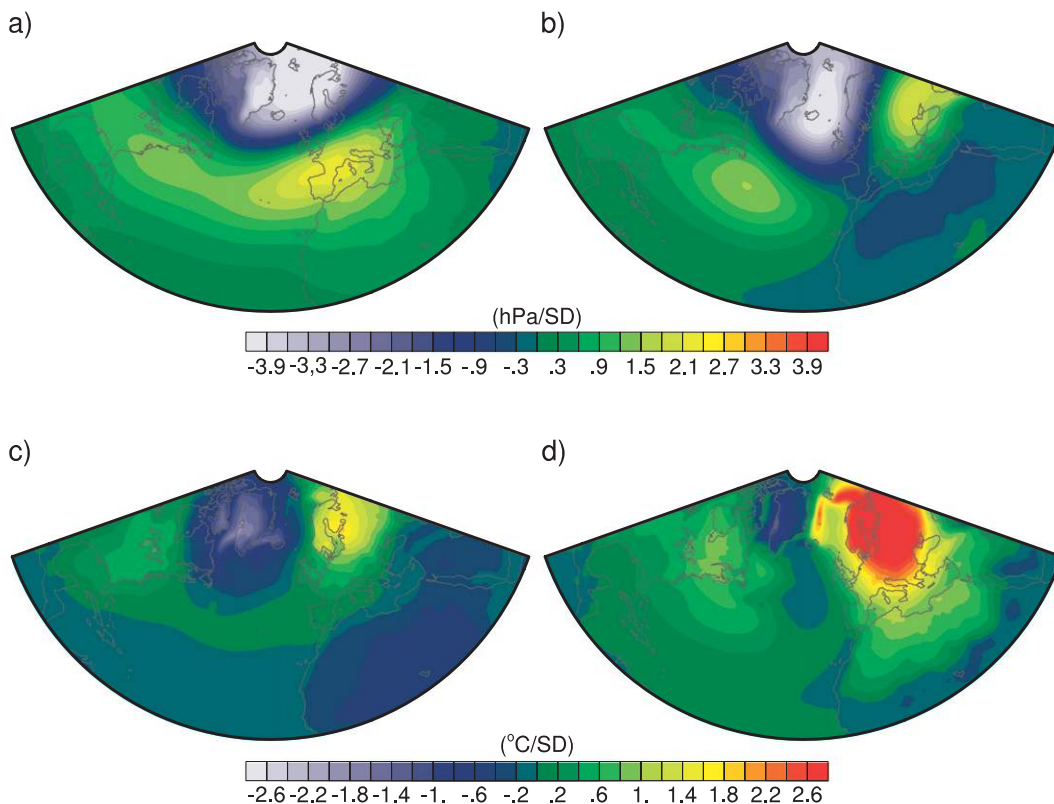 a)
b)
(hPa/SD)
-3.9 -3,3 -2.7 -2.1 -1.5 -.9 -.3 .3 .9 1.5 2.1 2.7 3.3 3.9
c)
d)
(°C/SD)
-2.6 -2.2 -1.8 -1.4 -1. -.6 -.2 .2 .6 1. 1.4 1.8 2.2 2.6